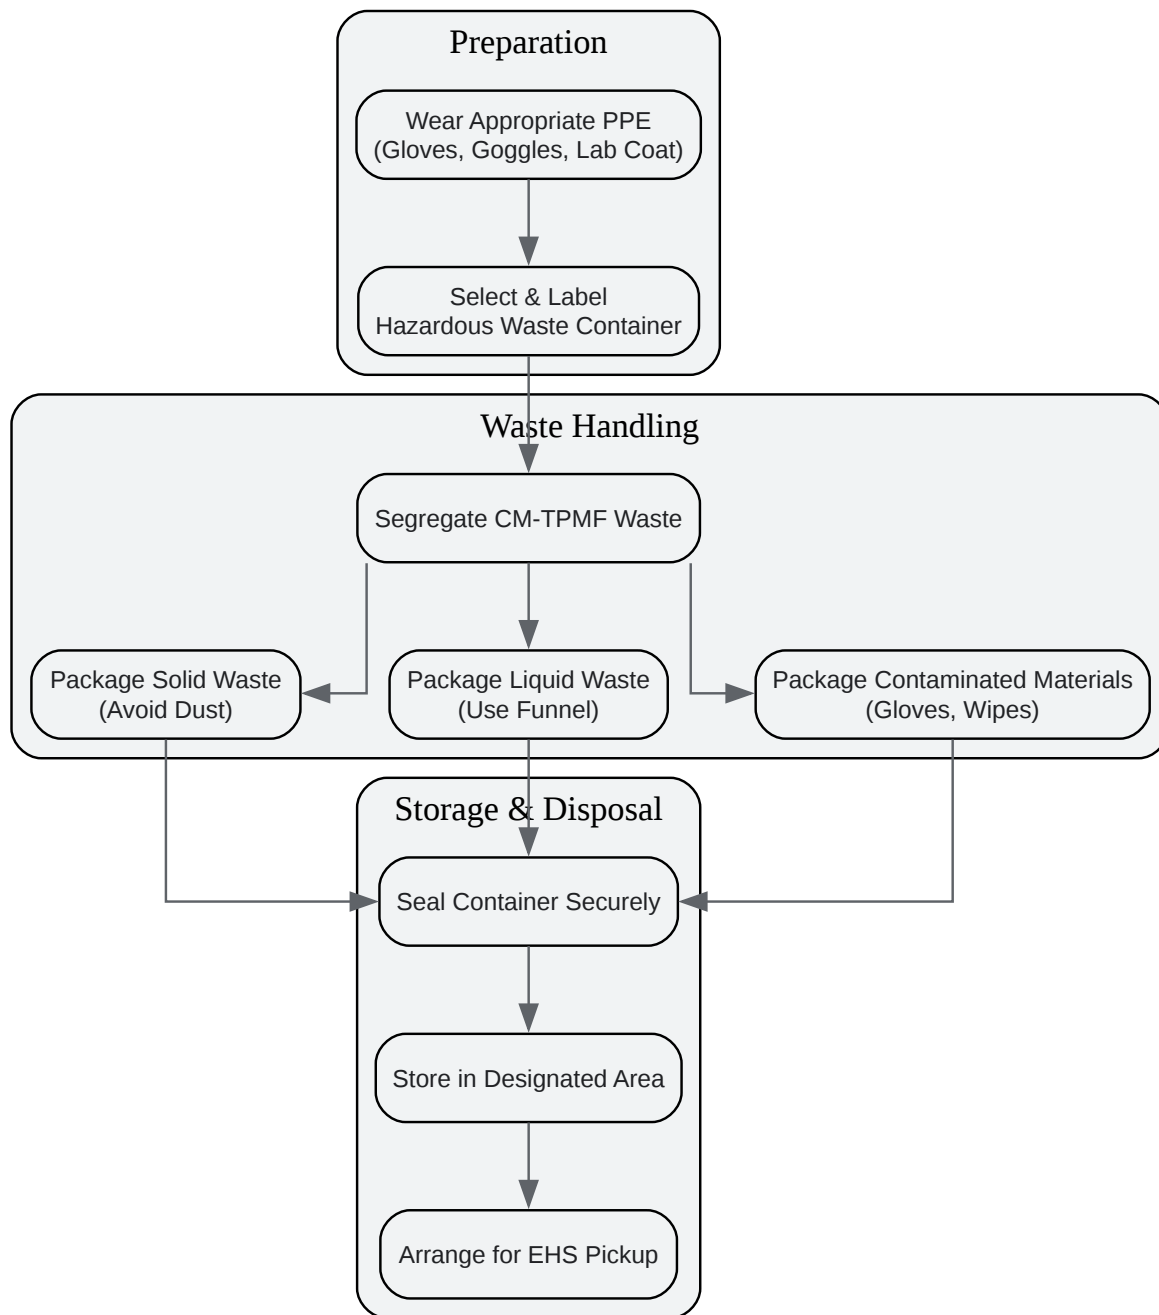 Preparation
Wear Appropriate PPE
(Gloves, Goggles, Lab Coat)
Select & Label
Hazardous Waste Container
Waste Handling
Segregate CM-TPMF Waste
Package Solid Waste
(Avoid Dust)
Package Liquid Waste
(Use Funnel)
Package Contaminated Materials
(Gloves, Wipes)
Storage & Disposal
Seal Container Securely
Store in Designated Area
Arrange for EHS Pickup